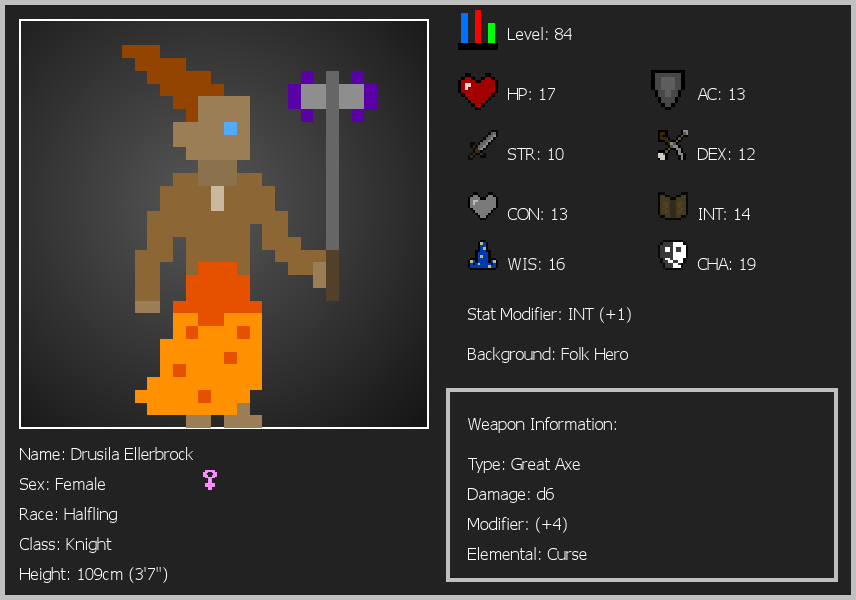 Level: 84
HP: 17
AC: 13
STR: 10
DEX: 12
CON: 13
INT: 14
WIS: 16
CHA: 19
Stat Modifier: INT (+1)
Background: Folk Hero
Weapon Information:
Type: Great Axe
Damage: d6
Modifier: (+4)
Elemental: Curse
Name: Drusila Ellerbrock
Sex: Female
Race: Halfling
Class: Knight
Height: 109cm (3'7")